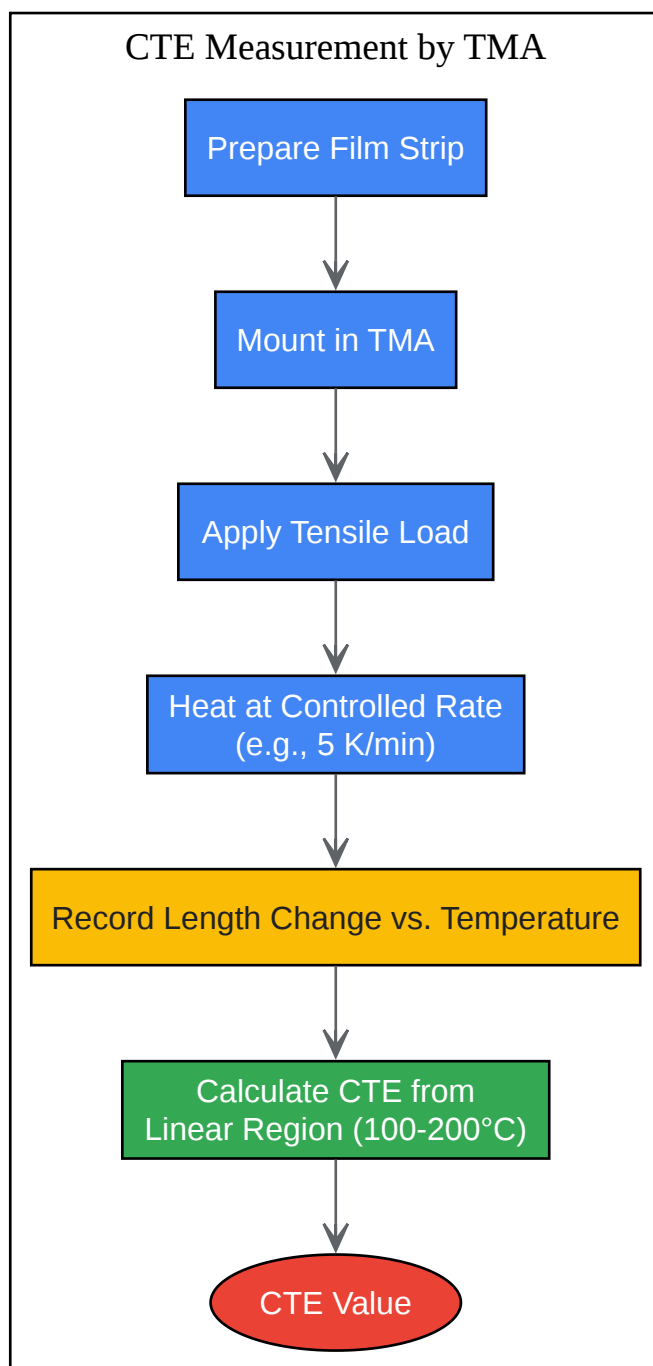 CTE Measurement by TMA
Prepare Film Strip
Mount in TMA
Apply Tensile Load
Heat at Controlled Rate
(e.g., 5 K/min)
Record Length Change vs. Temperature
Calculate CTE from
Linear Region (100-200°C)
CTE Value